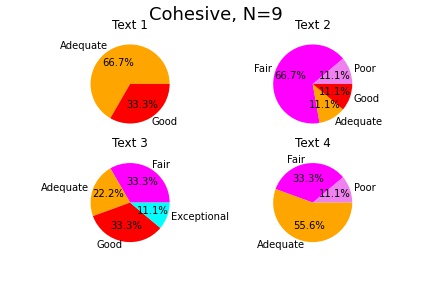 Cohesive, N=9
Text 1
Adequate
66.7%
33.3%
Good
Text 2
Fair
66.7%
11.1%
Poor
11.1%
Good
11.1%
Adequate
Text 3
Fair
33.3%
Adequate
22.2%
11.1%
Exceptional
33.3%
Good
Text 4
Fair
33.3%
11.1%
Poor
55.6%
Adequate